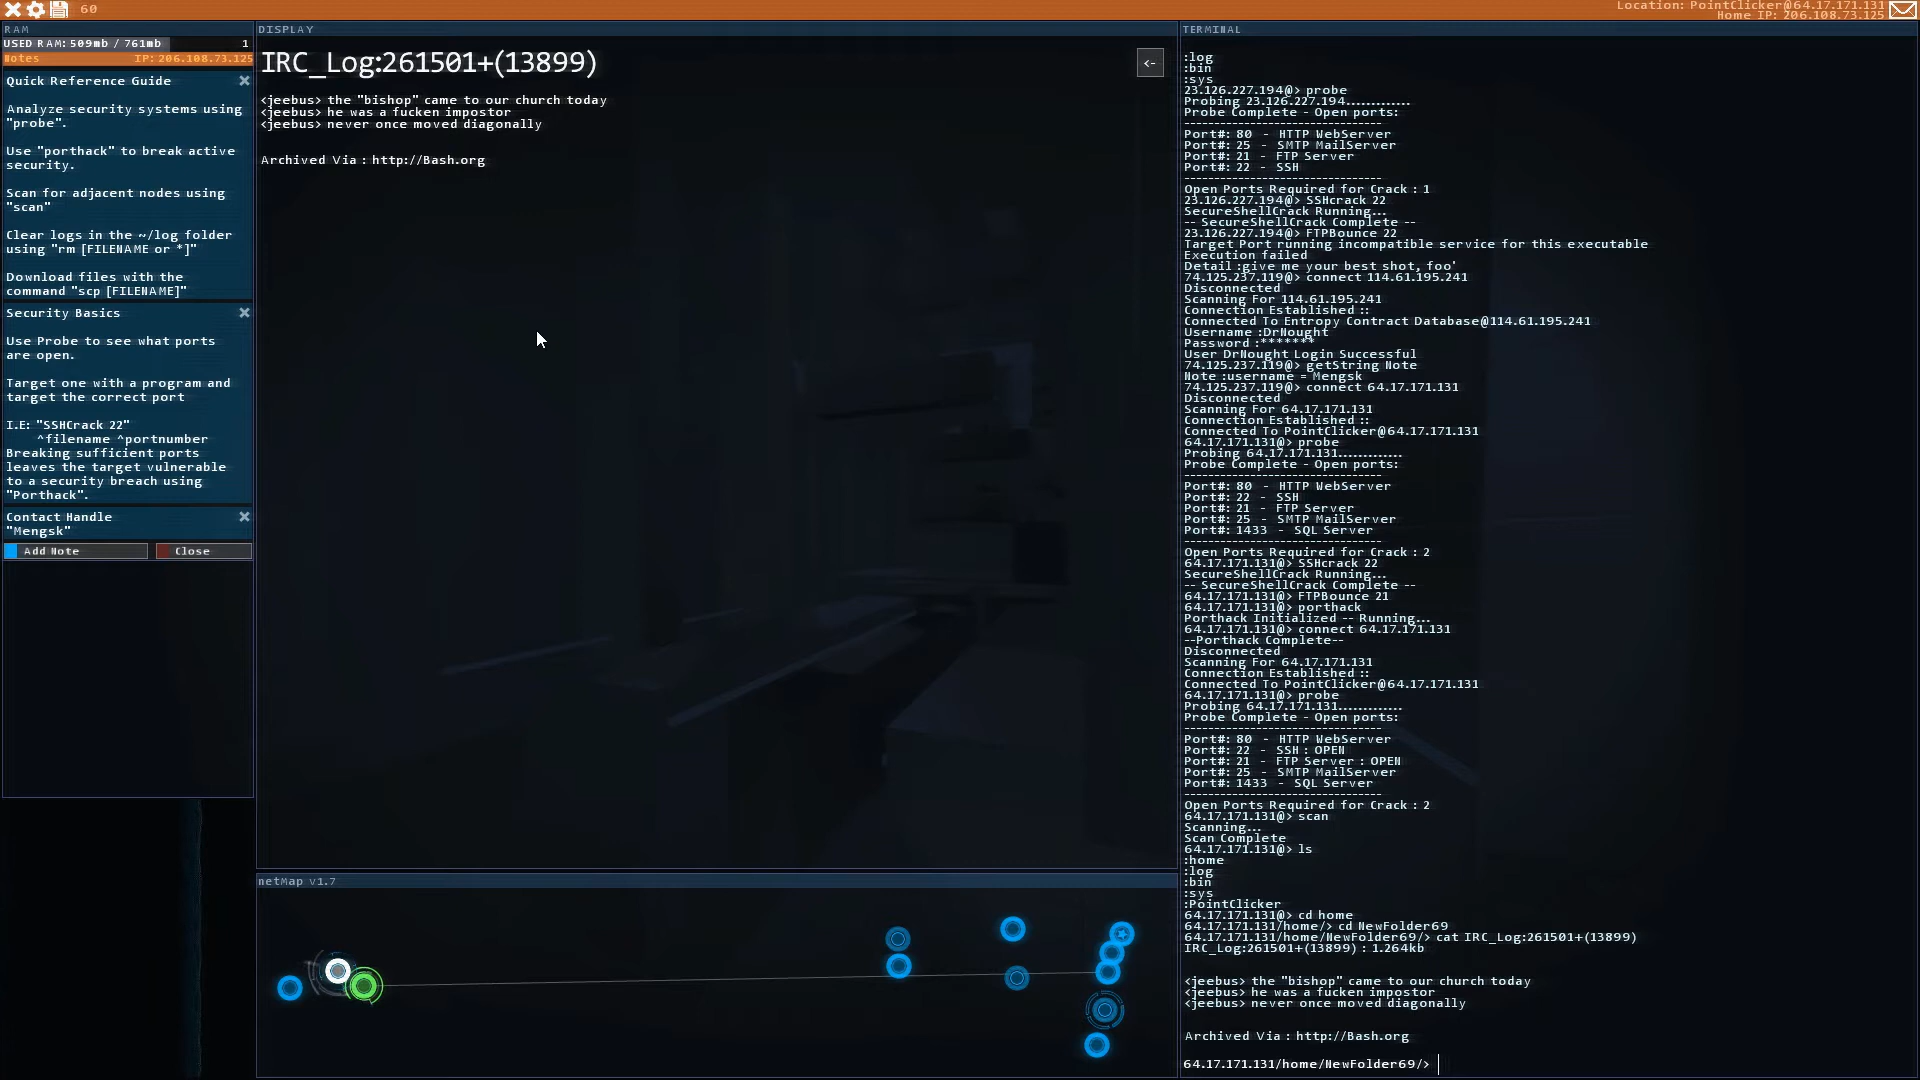 60
Location: PointClicker@64.17.171.131
Home IP: 206.108.73.125
RAM
USED RAM: 509mb / 761mb 1
Notes IP: 206.108.73.125
Quick Reference Guide
Analyze security systems using
"probe".
Use "porthack" to break active
security.
Scan for adjacent nodes using
"scan"
Clear logs in the ~/log folder
using "rm [FILENAME or *]"
Download files with the
command "scp [FILENAME]"
Security Basics
Use Probe to see what ports
are open.
Target one with a program and
target the correct port
I.E: "SSHCrack 22"
^filename ^portnumber
Breaking sufficient ports
leaves the target vulnerable
to a security breach using
"Porthack".
Contact Handle
"Mengsk"
Add Note Close
DISPLAY
IRC_Log:261501+(13899)
<-
<jeebus> the "bishop" came to our church today
<jeebus> he was a fucken impostor
<jeebus> never once moved diagonally
Archived Via : http://Bash.org
netMap v1.7
TERMINAL
:log
:bin
:sys
23.126.227.194@> probe
Probing 23.126.227.194.............
Probe Complete - Open ports:
---------------------------------
Port#: 80 - HTTP WebServer
Port#: 25 - SMTP MailServer
Port#: 21 - FTP Server
Port#: 22 - SSH
---------------------------------
Open Ports Required for Crack : 1
23.126.227.194@> SSHcrack 22
SecureShellCrack Running...
-- SecureShellCrack Complete --
23.126.227.194@> FTPBounce 22
Target Port running incompatible service for this executable
Execution failed
Detail :give me your best shot, foo'
74.125.237.119@> connect 114.61.195.241
Disconnected
Scanning For 114.61.195.241
Connection Established ::
Connected To Entropy Contract Database@114.61.195.241
Username :DrNought
Password :*******
User DrNought Login Successful
74.125.237.119@> getString Note
Note :username = Mengsk
74.125.237.119@> connect 64.17.171.131
Disconnected
Scanning For 64.17.171.131
Connection Established ::
Connected To PointClicker@64.17.171.131
64.17.171.131@> probe
Probing 64.17.171.131.............
Probe Complete - Open ports:
---------------------------------
Port#: 80 - HTTP WebServer
Port#: 22 - SSH
Port#: 21 - FTP Server
Port#: 25 - SMTP MailServer
Port#: 1433 - SQL Server
---------------------------------
Open Ports Required for Crack : 2
64.17.171.131@> SSHcrack 22
SecureShellCrack Running...
-- SecureShellCrack Complete --
64.17.171.131@> FTPBounce 21
64.17.171.131@> porthack
Porthack Initialized -- Running...
64.17.171.131@> connect 64.17.171.131
--Porthack Complete--
Disconnected
Scanning For 64.17.171.131
Connection Established ::
Connected To PointClicker@64.17.171.131
64.17.171.131@> probe
Probing 64.17.171.131.............
Probe Complete - Open ports:
---------------------------------
Port#: 80 - HTTP WebServer
Port#: 22 - SSH : OPEN
Port#: 21 - FTP Server : OPEN
Port#: 25 - SMTP MailServer
Port#: 1433 - SQL Server
---------------------------------
Open Ports Required for Crack : 2
64.17.171.131@> scan
Scanning...
Scan Complete
64.17.171.131@> ls
:home
:log
:bin
:sys
:PointClicker
64.17.171.131@> cd home
64.17.171.131/home/> cd NewFolder69
64.17.171.131/home/NewFolder69/> cat IRC_Log:261501+(13899)
IRC_Log:261501+(13899) : 1.264kb
<jeebus> the "bishop" came to our church today
<jeebus> he was a fucken impostor
<jeebus> never once moved diagonally
Archived Via : http://Bash.org
64.17.171.131/home/NewFolder69/>